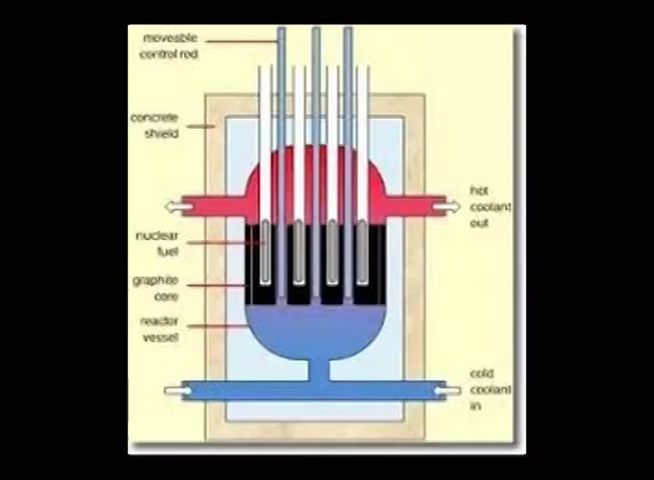 moveable
control rod
concrete
shield
hot
coolant
out
nuclear
fuel
graphite
core
reactor
vessel
cold
coolant
in